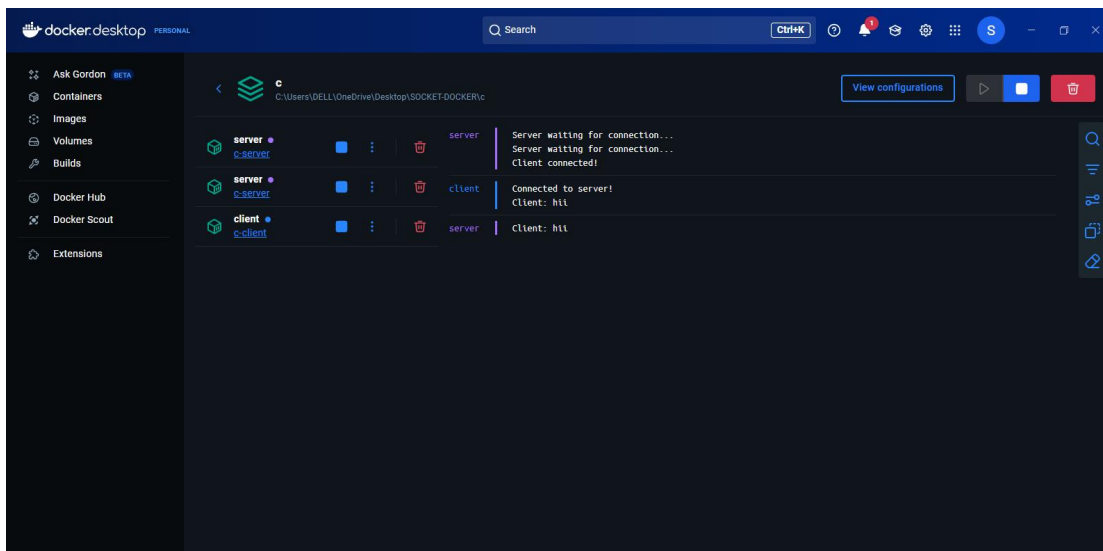 docker.desktop PERSONAL
Search
Ctrl+K
1
S
Ask Gordon BETA
Containers
Images
Volumes
Builds
Docker Hub
Docker Scout
Extensions
c
C:\Users\DELL\OneDrive\Desktop\SOCKET-DOCKER\c
View configurations
server
c-server
server
c-server
client
c-client
server
Server waiting for connection...
Server waiting for connection...
Client connected!
client
Connected to server!
Client: hii
server
Client: hii